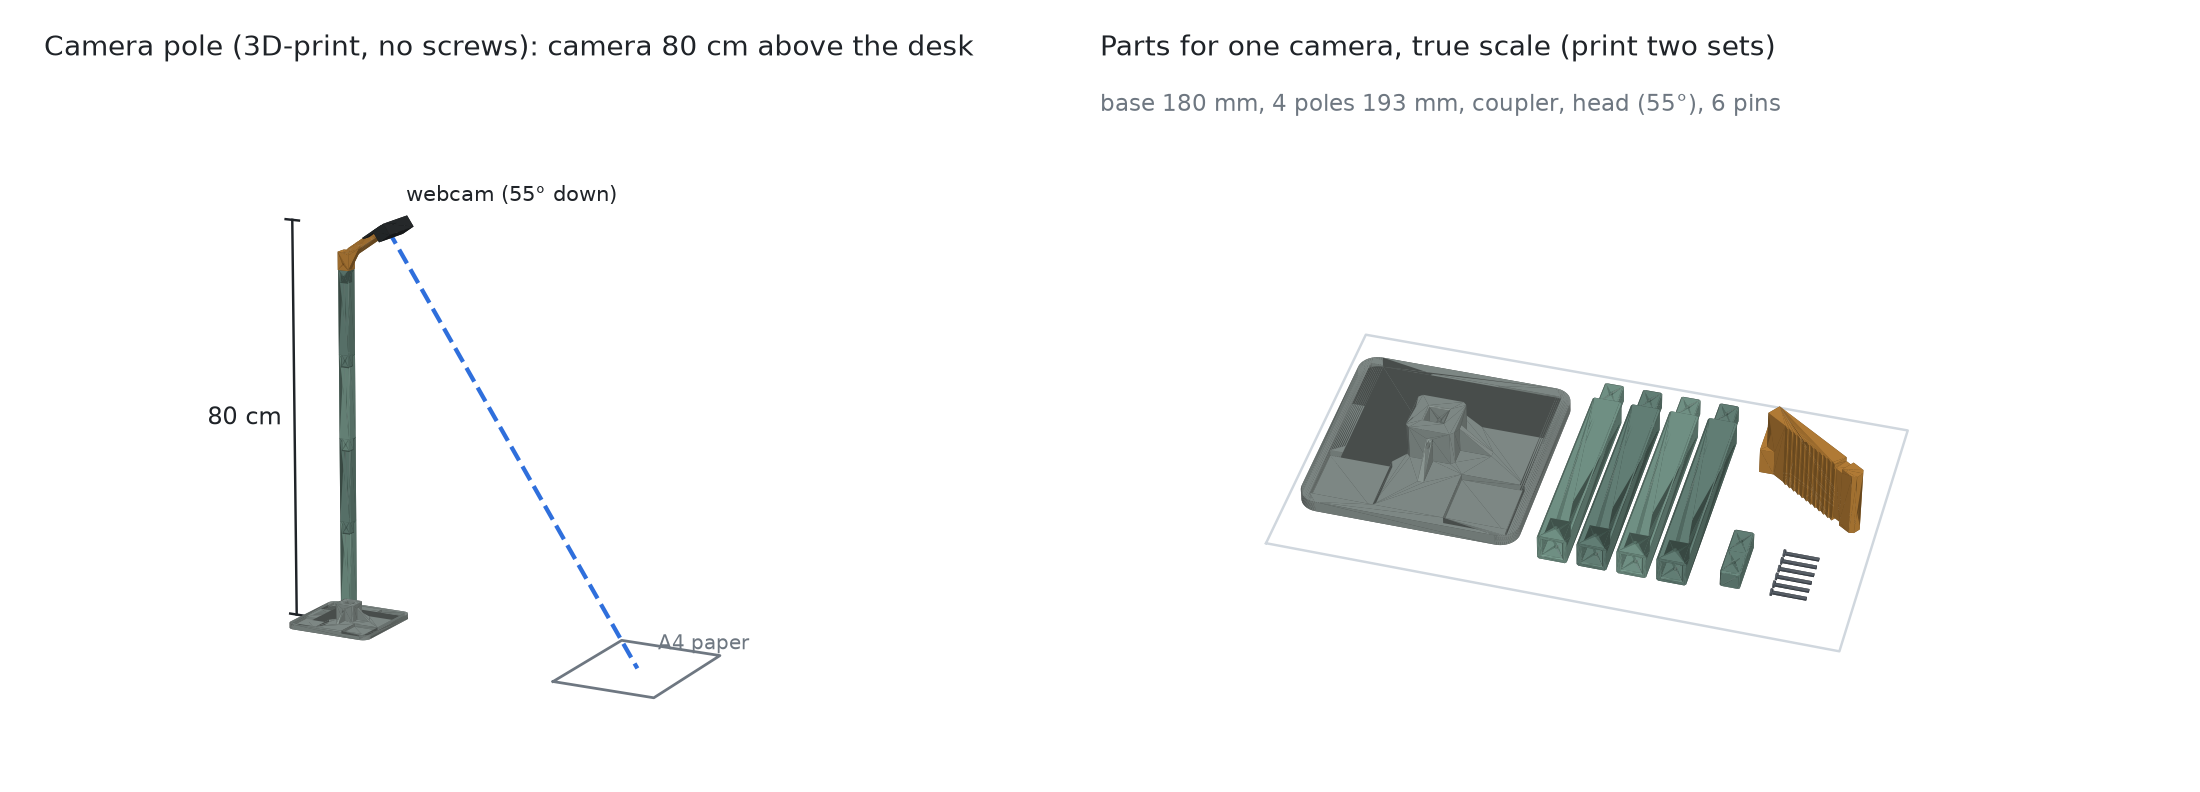 Camera pole (3D-print, no screws): camera 80 cm above the desk
webcam (55° down)
80 cm
A4 paper
Parts for one camera, true scale (print two sets)
base 180 mm, 4 poles 193 mm, coupler, head (55°), 6 pins